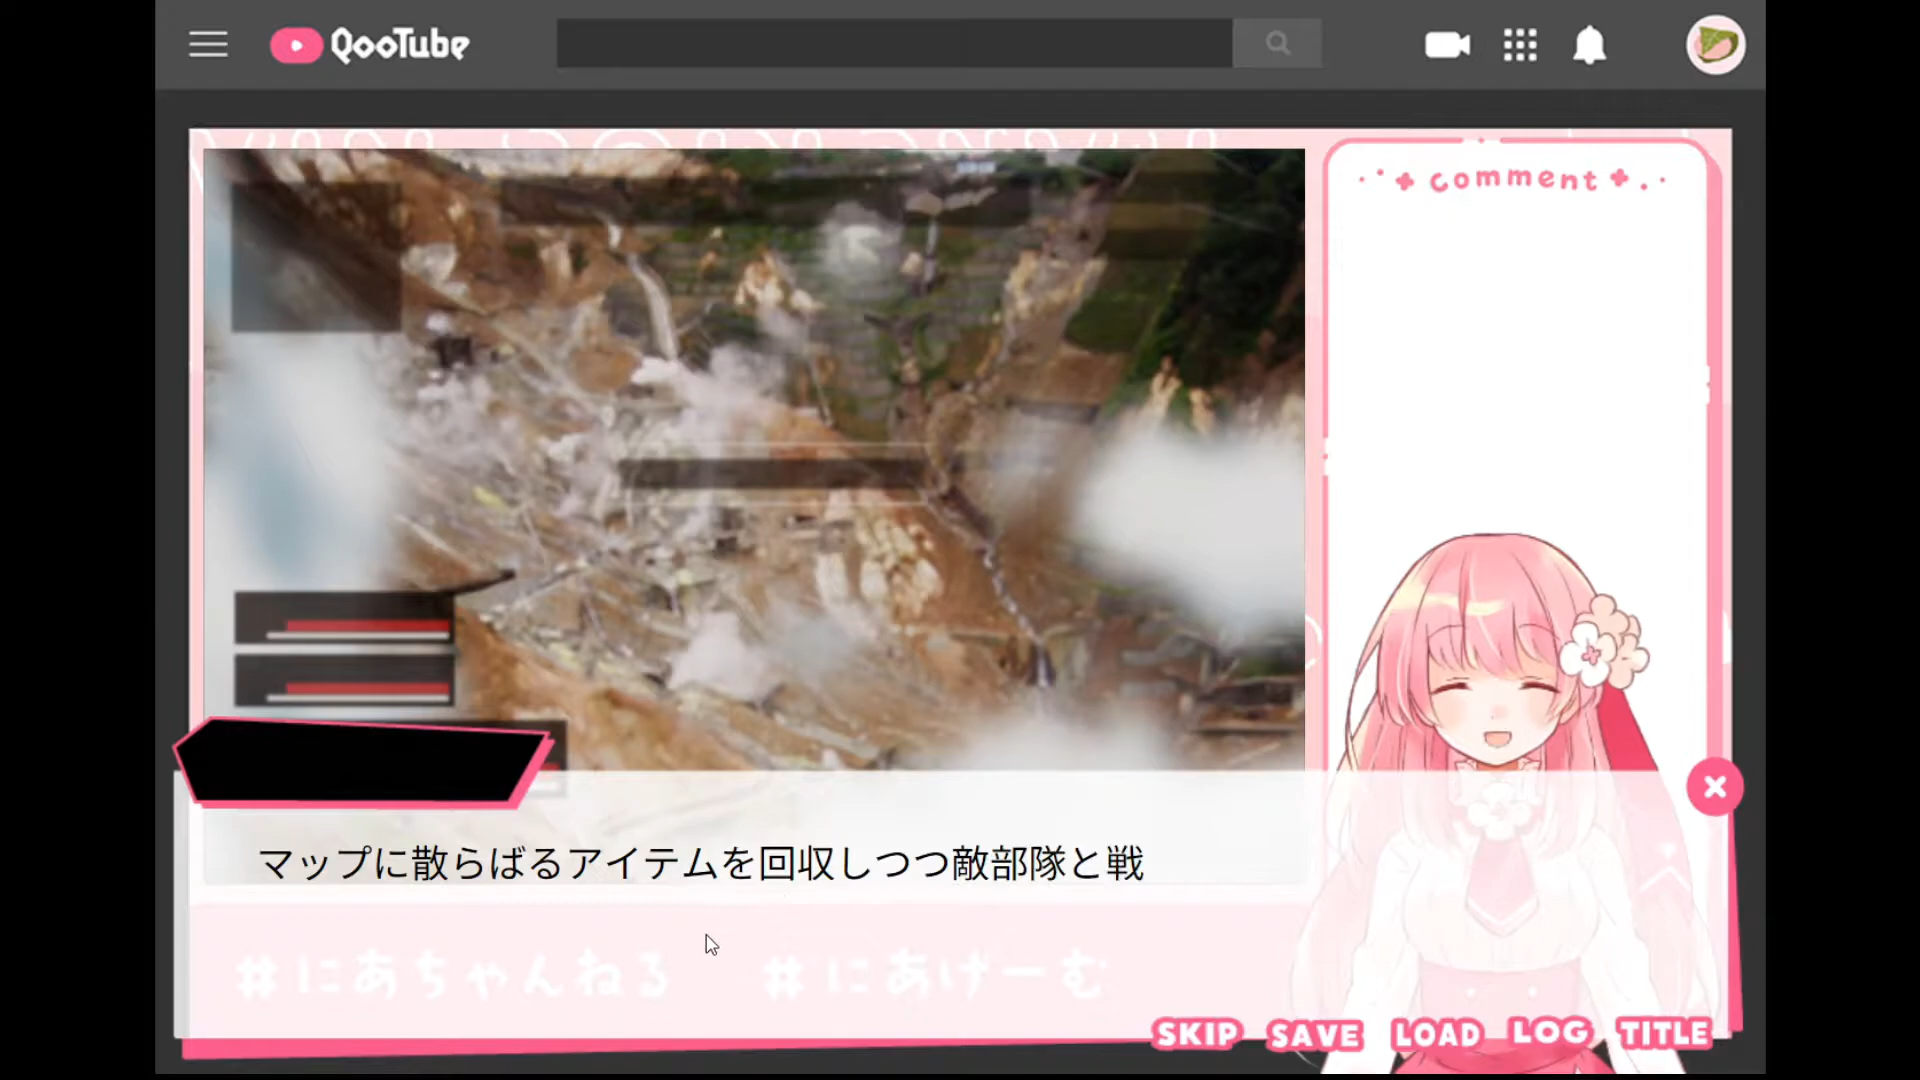 QooTube
comment
マップに散らばるアイテムを回収しつつ敵部隊と戦
#にあちゃんねる #にあげーむ
SKIP SAVE LOAD LOG TITLE